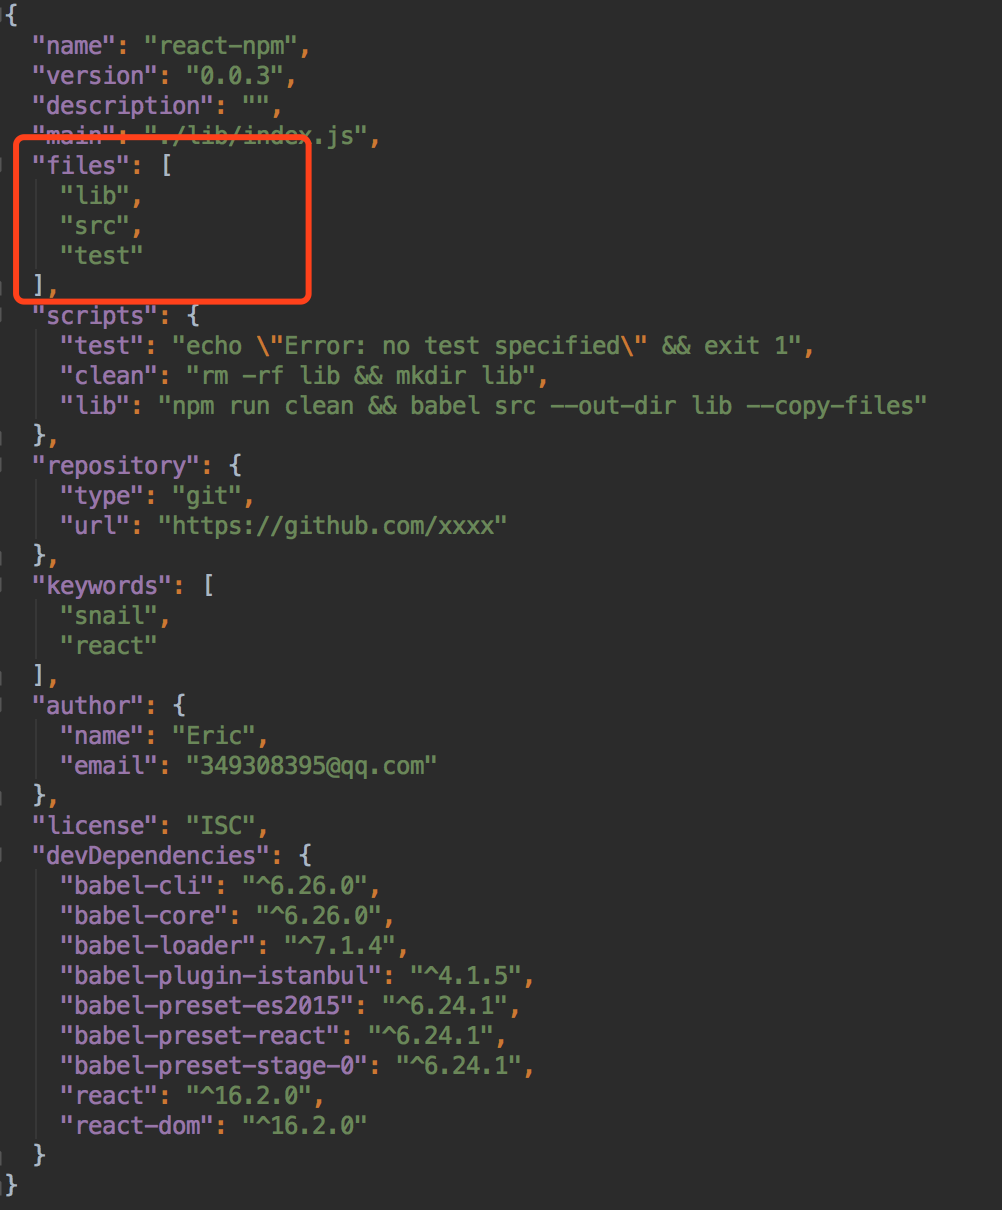 {
"name": "react-npm",
"version": "0.0.3",
"description": "",
"main": "./lib/index.js",
"files": [
"lib",
"src",
"test"
],
"scripts": {
"test": "echo \"Error: no test specified\" && exit 1",
"clean": "rm -rf lib && mkdir lib",
"lib": "npm run clean && babel src --out-dir lib --copy-files"
},
"repository": {
"type": "git",
"url": "https://github.com/xxxx"
},
"keywords": [
"snail",
"react"
],
"author": {
"name": "Eric",
"email": "349308395@qq.com"
},
"license": "ISC",
"devDependencies": {
"babel-cli": "^6.26.0",
"babel-core": "^6.26.0",
"babel-loader": "^7.1.4",
"babel-plugin-istanbul": "^4.1.5",
"babel-preset-es2015": "^6.24.1",
"babel-preset-react": "^6.24.1",
"babel-preset-stage-0": "^6.24.1",
"react": "^16.2.0",
"react-dom": "^16.2.0"
}
}